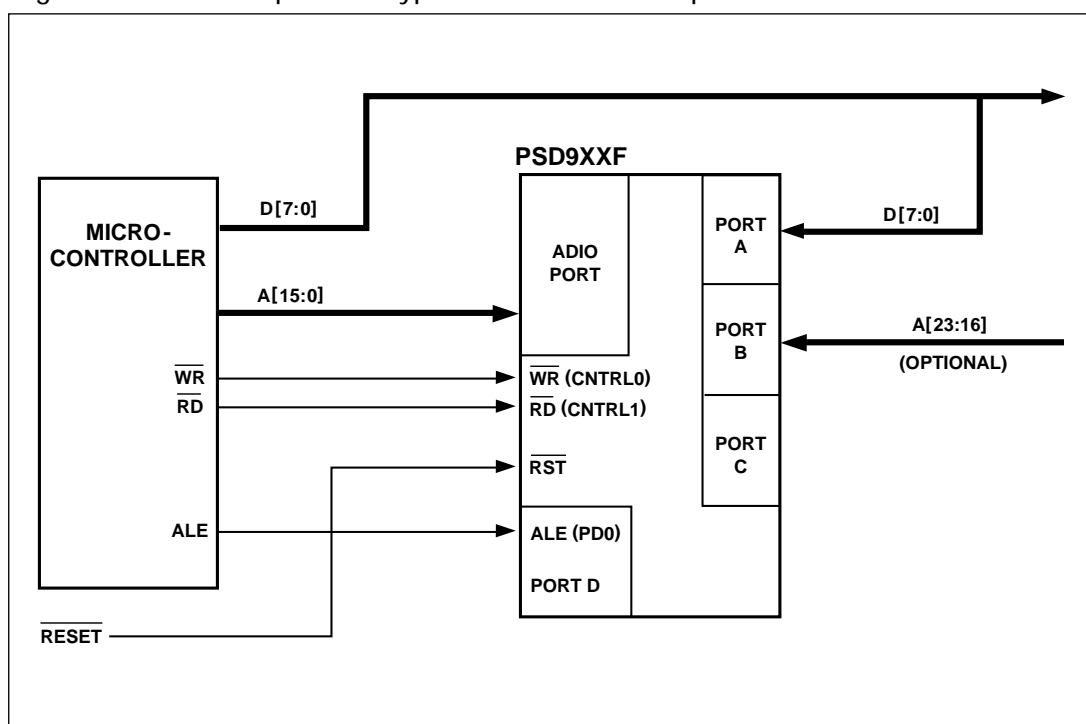 PSD9XXF
MICRO-
CONTROLLER
D[7:0]
A[15:0]
WR
RD
ALE
RESET
ADIO
PORT
WR (CNTRL0)
RD (CNTRL1)
RST
ALE (PD0)
PORT D
PORT
A
PORT
B
PORT
C
D[7:0]
A[23:16]
(OPTIONAL)